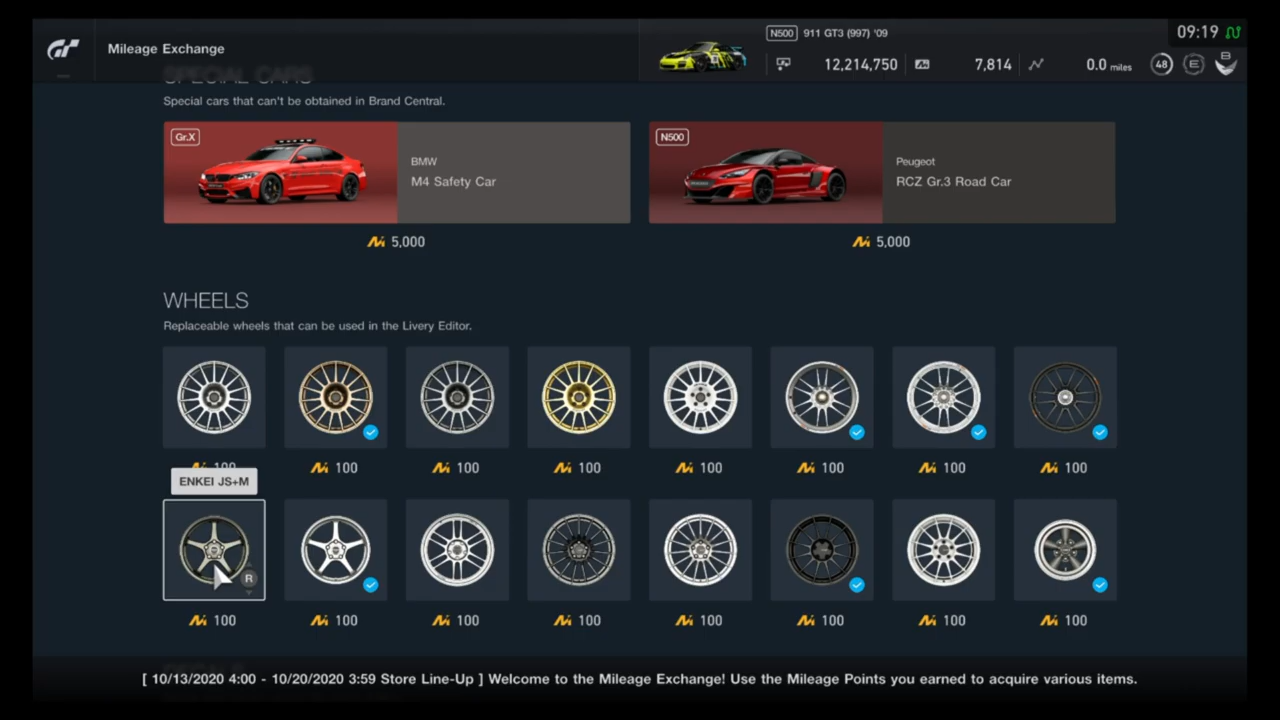 09:19
Mileage Exchange
N500 911 GT3 (997) '09
12,214,750 7,814 0.0 miles 48 E B
SPECIAL CARS
Special cars that can't be obtained in Brand Central.
Gr.X
BMW
M4 Safety Car
5,000
N500
Peugeot
RCZ Gr.3 Road Car
5,000
WHEELS
Replaceable wheels that can be used in the Livery Editor.
100 100 100 100 100 100 100 100
ENKEI JS+M
R
100 100 100 100 100 100 100 100
DECALS
[ 10/13/2020 4:00 - 10/20/2020 3:59 Store Line-Up ] Welcome to the Mileage Exchange! Use the Mileage Points you earned to acquire various items.